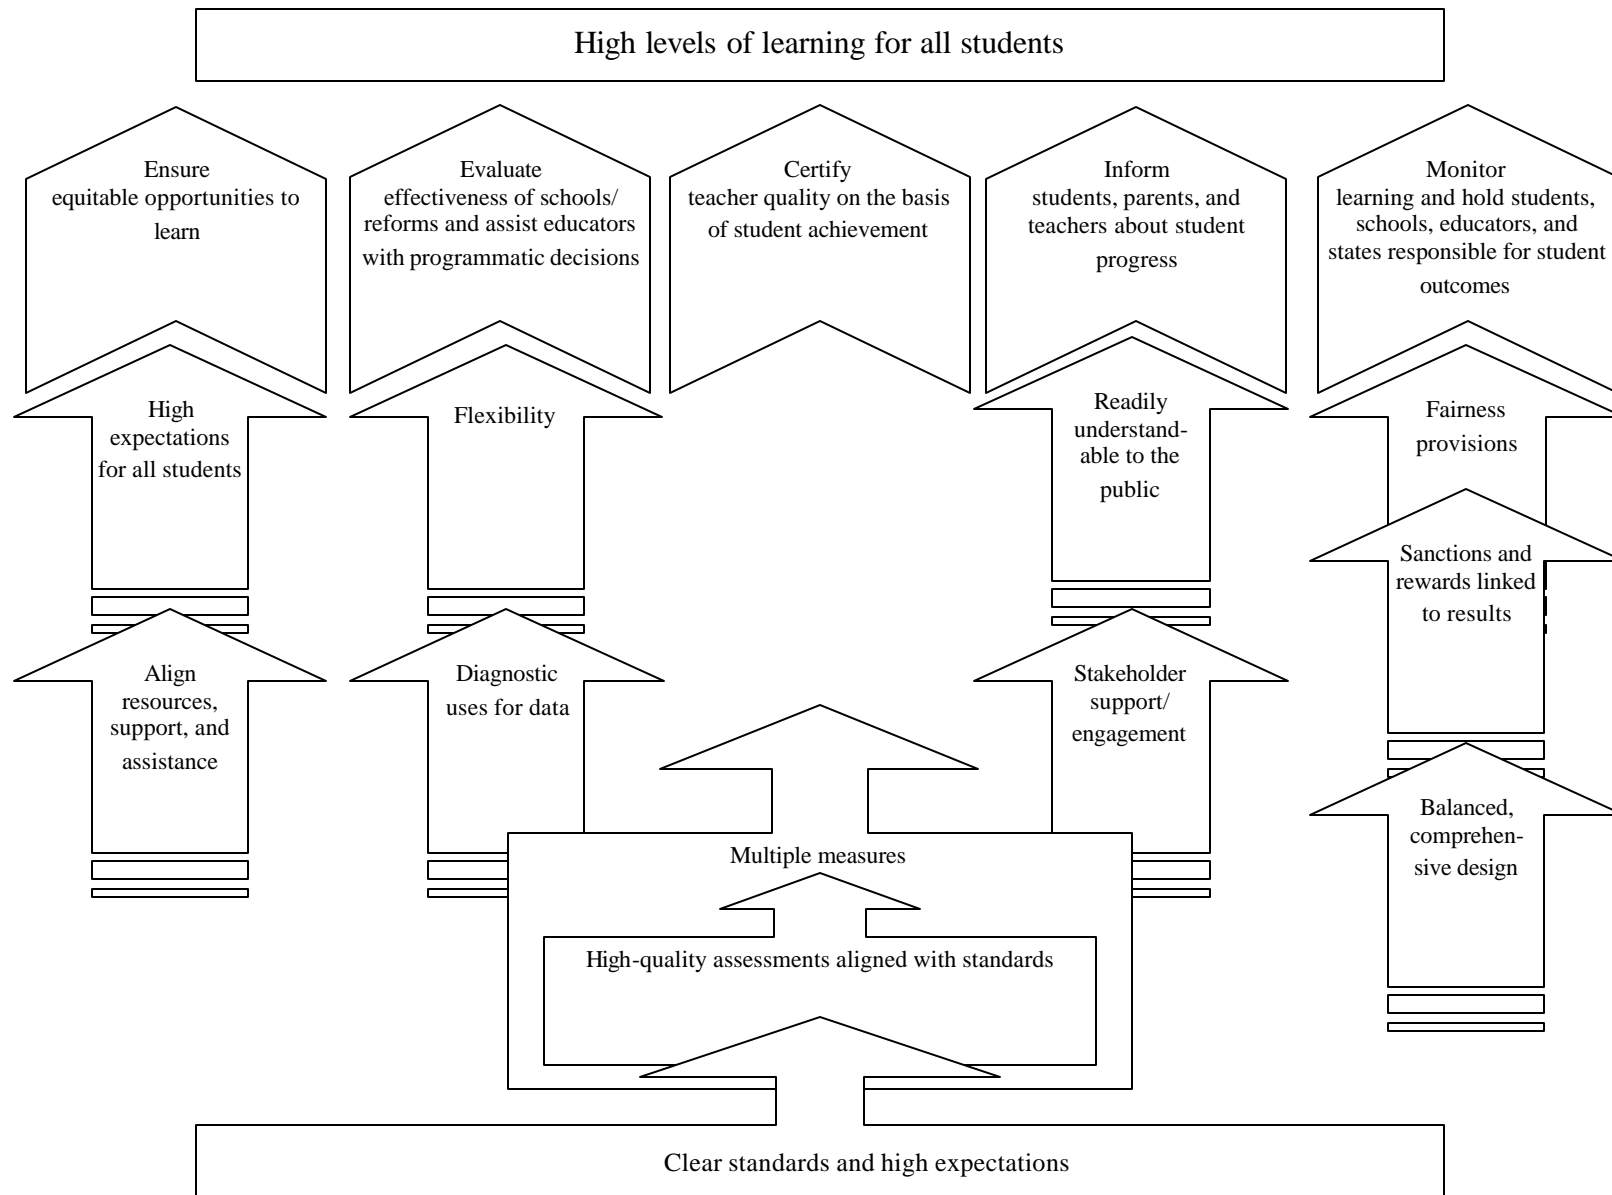 High levels of learning for all students
Ensure
equitable opportunities to
learn
Evaluate
effectiveness of schools/
reforms and assist educators
with programmatic decisions
Certify
teacher quality on the basis
of student achievement
Inform
students, parents, and
teachers about student
progress
Monitor
learning and hold students,
schools, educators, and
states responsible for student
outcomes
High
expectations
for all students
Flexibility
Readily
understand-
able to the
public
Fairness
provisions
Sanctions and
rewards linked
to results
Align
resources,
support, and
assistance
Diagnostic
uses for data
Stakeholder
support/
engagement
Balanced,
comprehen-
sive design
Multiple measures
High-quality assessments aligned with standards
Clear standards and high expectations